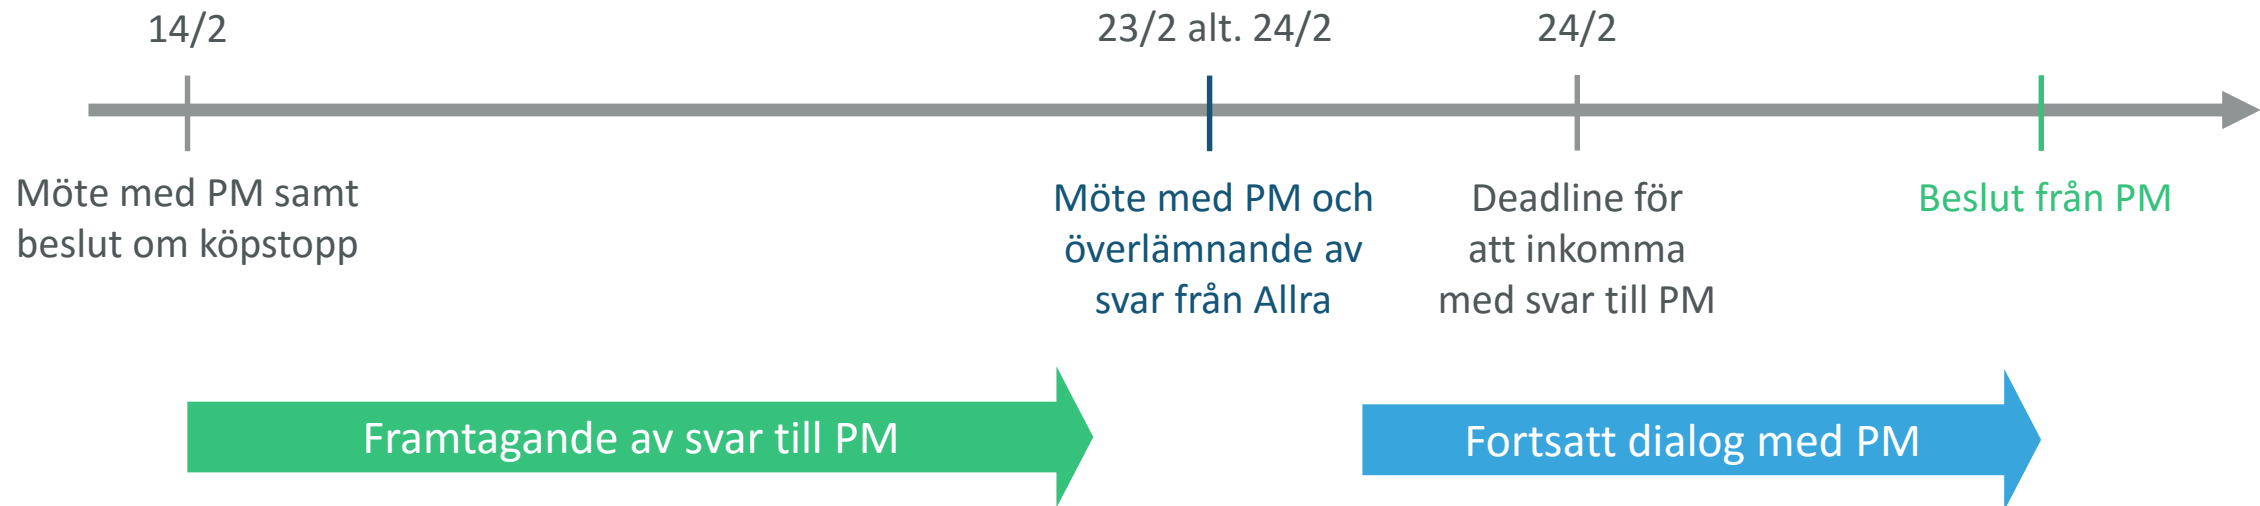 14/2
23/2 alt. 24/2
24/2
Möte med PM samt
beslut om köpstopp
Möte med PM och
överlämnande av
svar från Allra
Deadline för
att inkomma
med svar till PM
Beslut från PM
Framtagande av svar till PM
Fortsatt dialog med PM